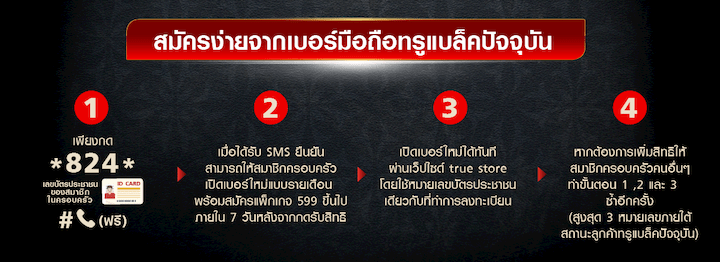 สมัครง่ายจากเบอร์มือถือทรูแบล็คปัจจุบัน
1
เพียงกด
*824*
เลขบัตรประชาชน
ของสมาชิก
ในครอบครัว
ID CARD
# (ฟรี)
2
เมื่อได้รับ SMS ยืนยัน
สามารถให้สมาชิกครอบครัว
เปิดเบอร์ใหม่แบบรายเดือน
พร้อมสมัครแพ็กเกจ 599 ขึ้นไป
ภายใน 7 วันหลังจากกดรับสิทธิ
3
เปิดเบอร์ใหม่ได้ทันที
ผ่านเว็ปไซต์ true store
โดยใช้หมายเลขบัตรประชาชน
เดียวกับที่ทำการลงทะเบียน
4
หากต้องการเพิ่มสิทธิให้
สมาชิกครอบครัวคนอื่นๆ
ทำขั้นตอน 1 ,2 และ 3
ซ้ำอีกครั้ง
(สูงสุด 3 หมายเลขภายใต้
สถานะลูกค้าทรูแบล็คปัจจุบัน)